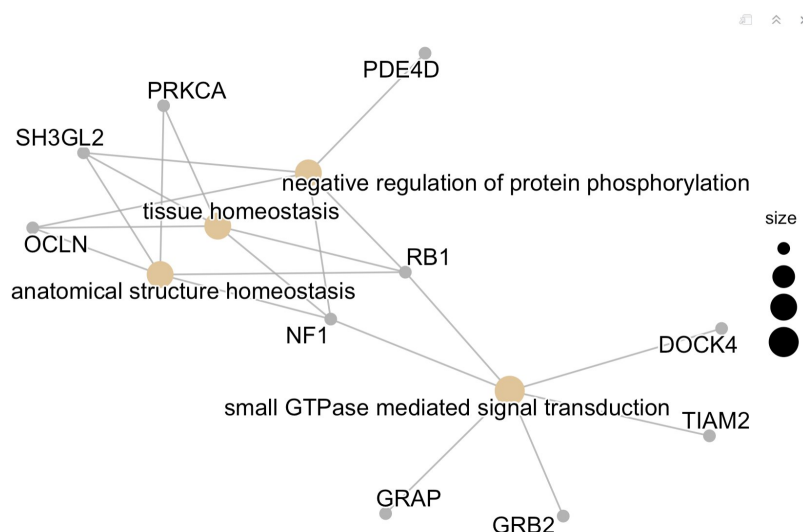 PDE4D
PRKCA
SH3GL2
negative regulation of protein phosphorylation
tissue homeostasis
size
OCLN
RB1
anatomical structure homeostasis
NF1
DOCK4
small GTPase mediated signal transduction
TIAM2
GRAP
GRB2